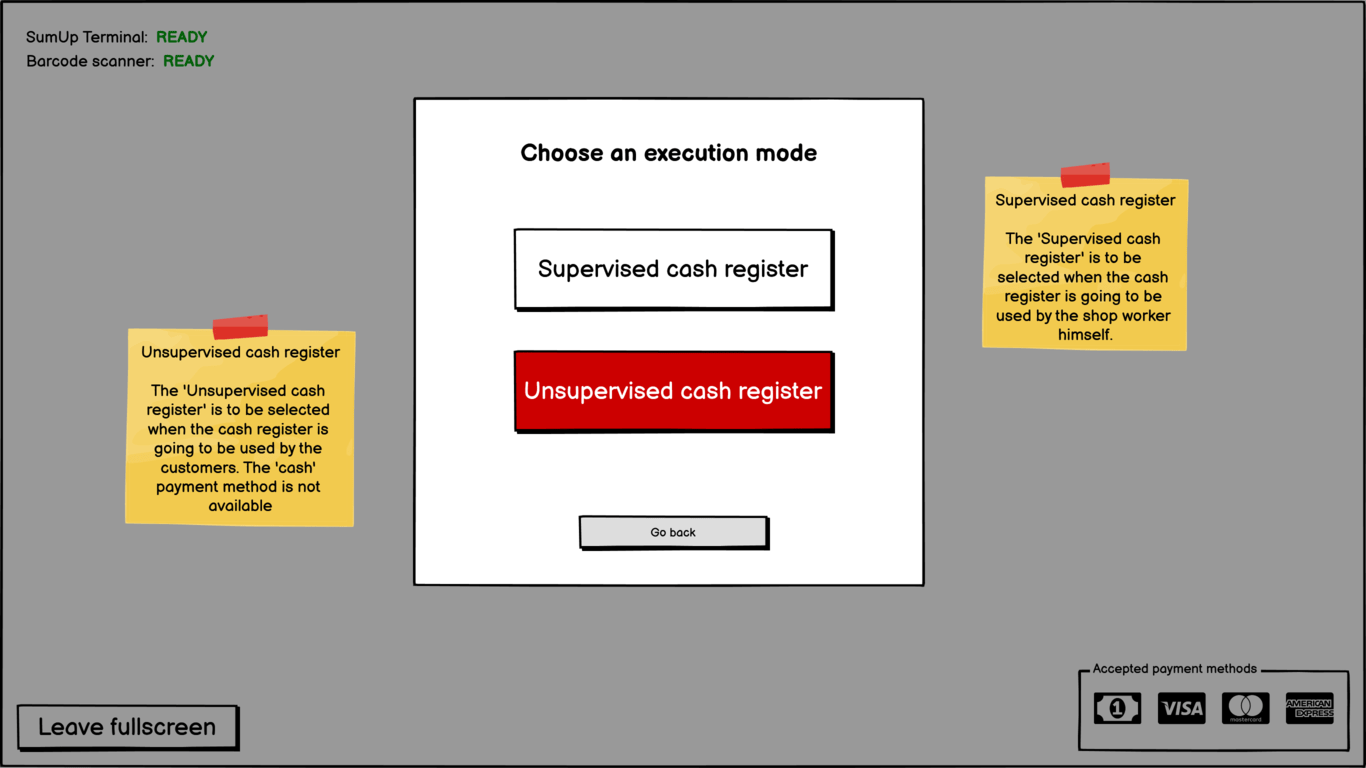 SumUp Terminal: READY
Barcode scanner: READY
Choose an execution mode
Supervised cash register
Unsupervised cash register
Go back
Unsupervised cash register
The 'Unsupervised cash
register' is to be selected
when the cash register is
going to be used by the
customers. The 'cash'
payment method is not
available
Supervised cash register
The 'Supervised cash
register' is to be
selected when the cash
register is going to be
used by the shop worker
himself.
Leave fullscreen
Accepted payment methods
1
VISA
mastercard
AMERICAN
EXPRESS